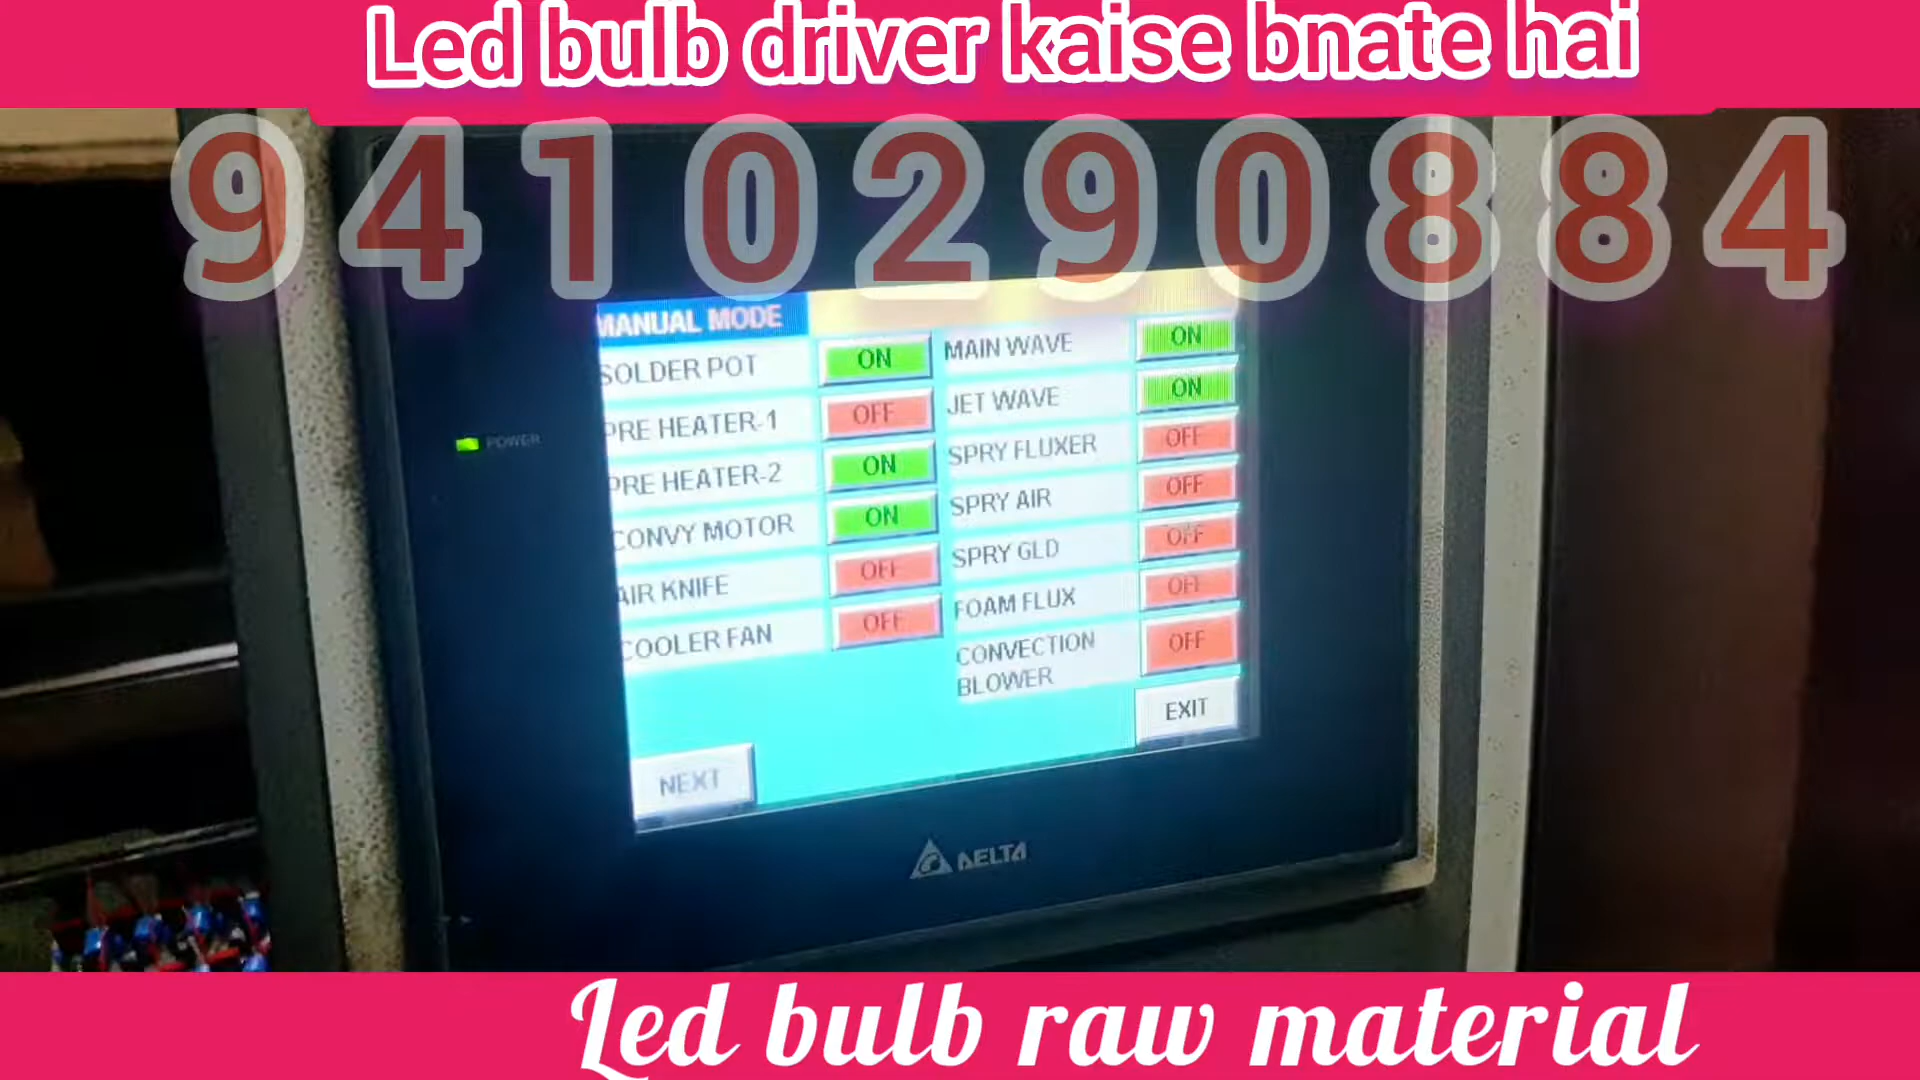 Led bulb driver kaise bnate hai
9410290884
MANUAL MODE
SOLDER POT ON MAIN WAVE ON
PRE HEATER-1 OFF JET WAVE ON
PRE HEATER-2 ON SPRY FLUXER OFF
CONVY MOTOR ON SPRY AIR OFF
AIR KNIFE OFF SPRY GLD OFF
COOLER FAN OFF FOAM FLUX OFF
CONVECTION
BLOWER OFF
EXIT
NEXT
POWER
DELTA
Led bulb raw material